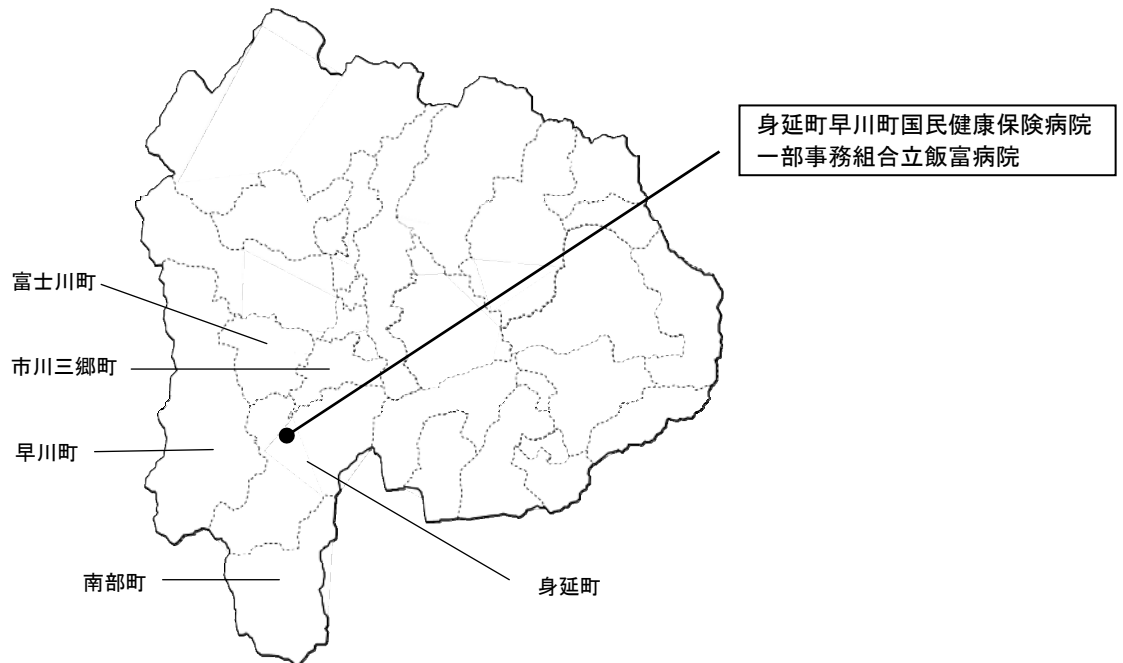 身延町早川町国民健康保険病院
一部事務組合立飯富病院
富士川町
市川三郷町
早川町
南部町
身延町